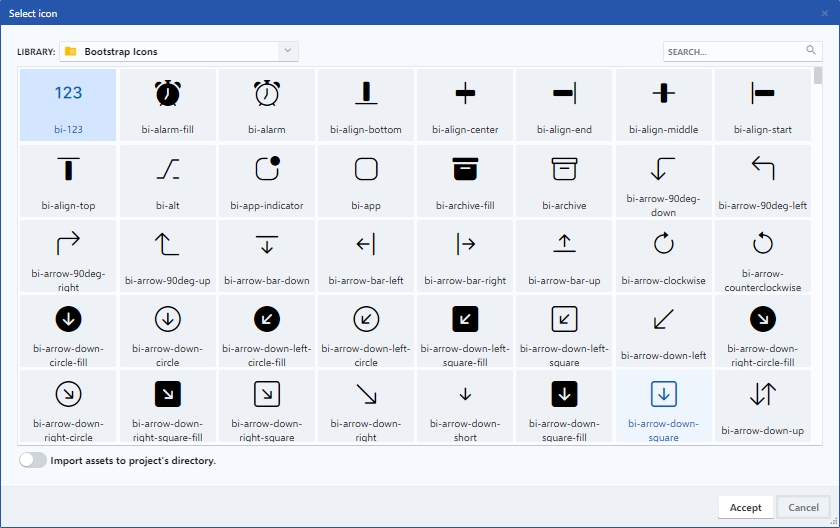 Select icon
LIBRARY: Bootstrap Icons SEARCH...
123
bi-123 bi-alarm-fill bi-alarm bi-align-bottom bi-align-center bi-align-end bi-align-middle bi-align-start
bi-align-top bi-alt bi-app-indicator bi-app bi-archive-fill bi-archive bi-arrow-90deg-
down bi-arrow-90deg-left
bi-arrow-90deg-
right bi-arrow-90deg-up bi-arrow-bar-down bi-arrow-bar-left bi-arrow-bar-right bi-arrow-bar-up bi-arrow-clockwise bi-arrow-
counterclockwise
bi-arrow-down-
circle-fill
bi-arrow-down-
circle
bi-arrow-down-left-
circle-fill
bi-arrow-down-left-
circle
bi-arrow-down-left-
square-fill
bi-arrow-down-left-
square
bi-arrow-down-left
bi-arrow-down-
right-circle-fill
bi-arrow-down-
right-circle
bi-arrow-down-
right-square-fill
bi-arrow-down-
right-square
bi-arrow-down-
right
bi-arrow-down-
short
bi-arrow-down-
square-fill
bi-arrow-down-
square
bi-arrow-down-up
Import assets to project's directory.
Accept Cancel